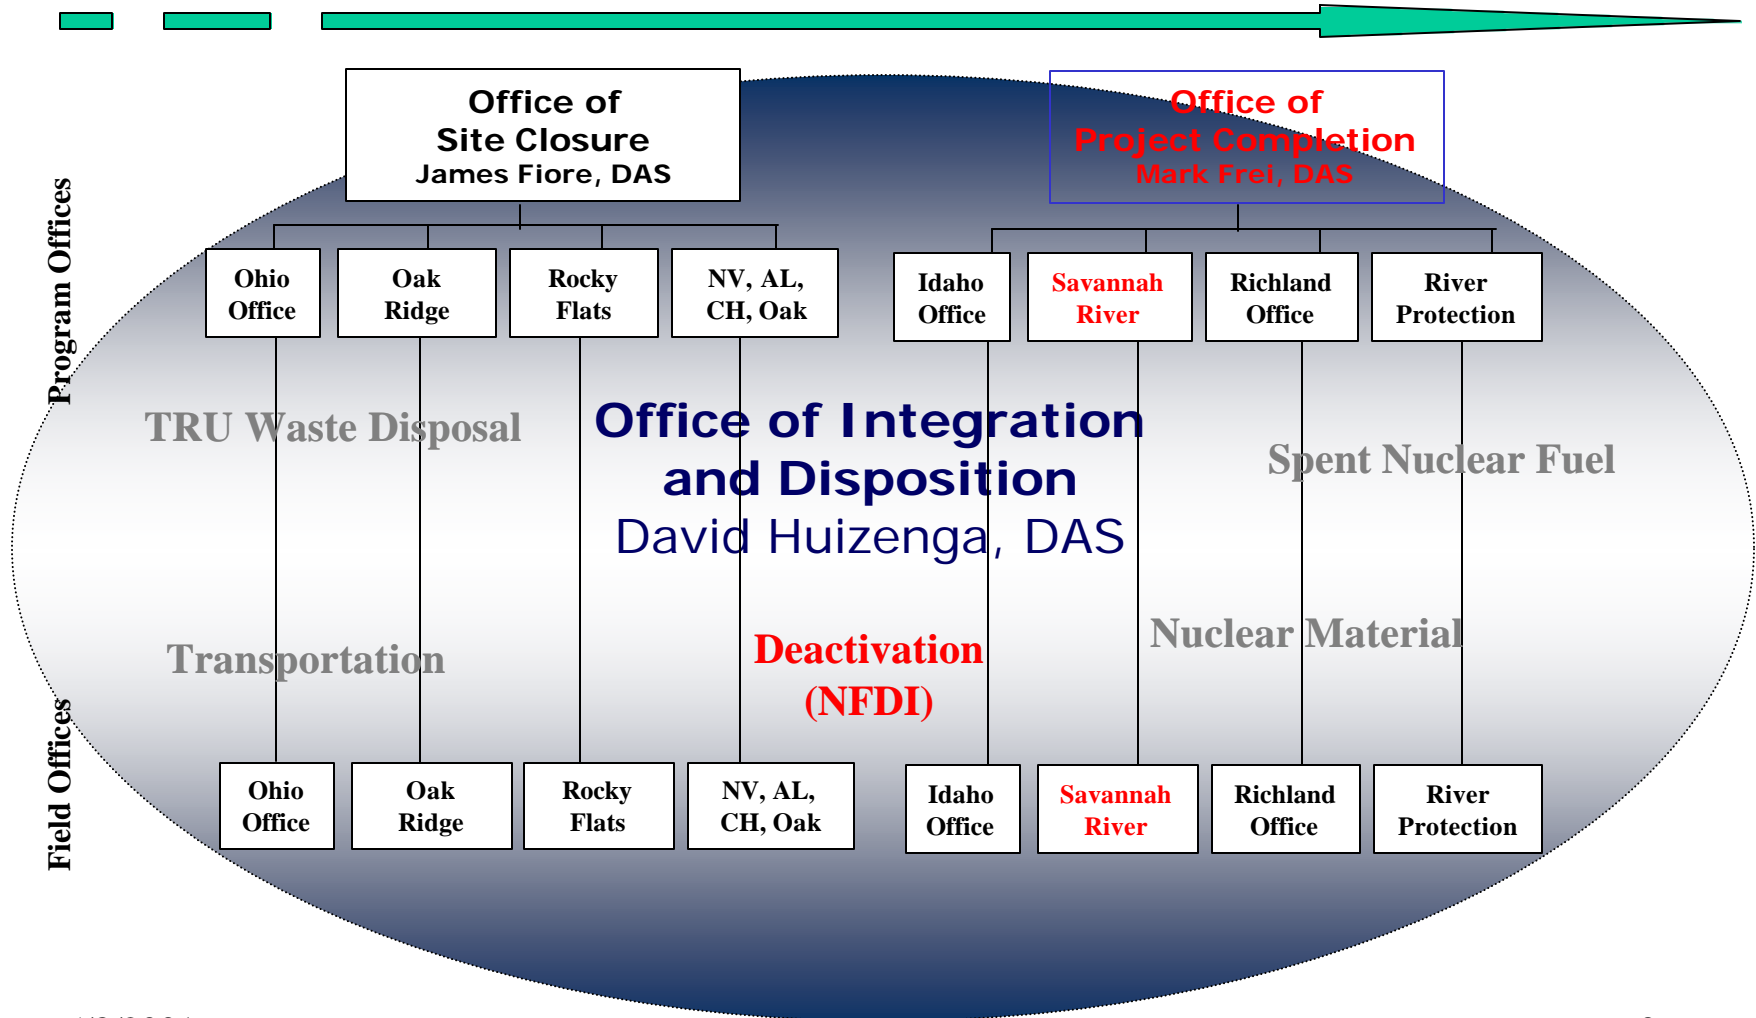 Office of
Site Closure
James Fiore, DAS
Office of
Project Completion
Mark Frei, DAS
Program Offices
Ohio
Office
Oak
Ridge
Rocky
Flats
NV, AL,
CH, Oak
Idaho
Office
Savannah
River
Richland
Office
River
Protection
TRU Waste Disposal
Office of Integration
and Disposition
David Huizenga, DAS
Spent Nuclear Fuel
Transportation
Deactivation
(NFDI)
Nuclear Material
Field Offices
Ohio
Office
Oak
Ridge
Rocky
Flats
NV, AL,
CH, Oak
Idaho
Office
Savannah
River
Richland
Office
River
Protection